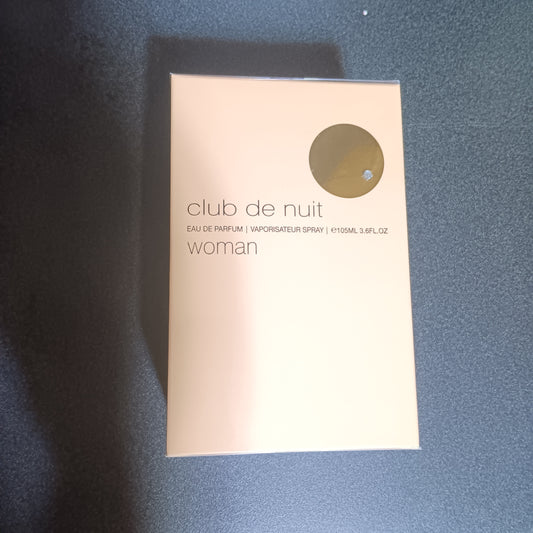 club de nuit
EAU DE PARFUM | VAPORISATEUR SPRAY | ℮105ML 3.6FL.OZ
woman